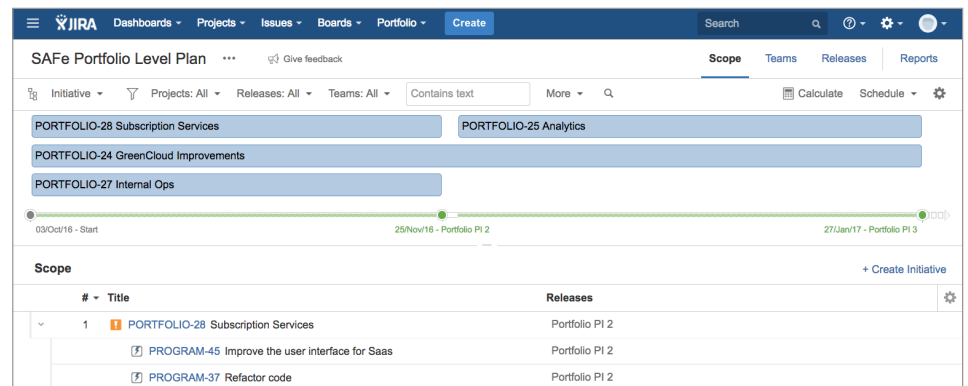 JIRA Dashboards Projects Issues Boards Portfolio Create Search
SAFe Portfolio Level Plan ••• Give feedback Scope Teams Releases Reports
Initiative Projects: All Releases: All Teams: All Contains text More Calculate Schedule
PORTFOLIO-28 Subscription Services PORTFOLIO-25 Analytics
PORTFOLIO-24 GreenCloud Improvements
PORTFOLIO-27 Internal Ops
03/Oct/16 - Start 25/Nov/16 - Portfolio PI 2 27/Jan/17 - Portfolio PI 3
Scope + Create Initiative
# Title Releases
1 PORTFOLIO-28 Subscription Services Portfolio PI 2
PROGRAM-45 Improve the user interface for Saas Portfolio PI 2
PROGRAM-37 Refactor code Portfolio PI 2